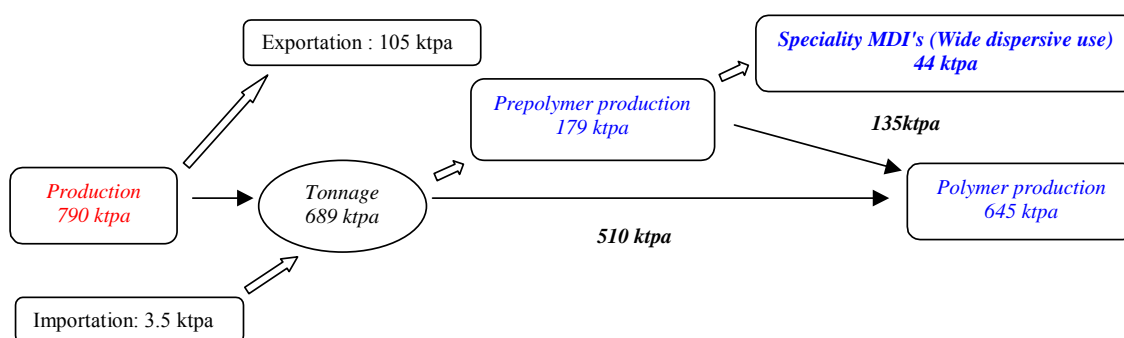 Exportation : 105 ktpa
Speciality MDI's (Wide dispersive use)
44 ktpa
Prepolymer production
179 ktpa
135ktpa
Production
790 ktpa
Tonnage
689 ktpa
Polymer production
645 ktpa
510 ktpa
Importation: 3.5 ktpa